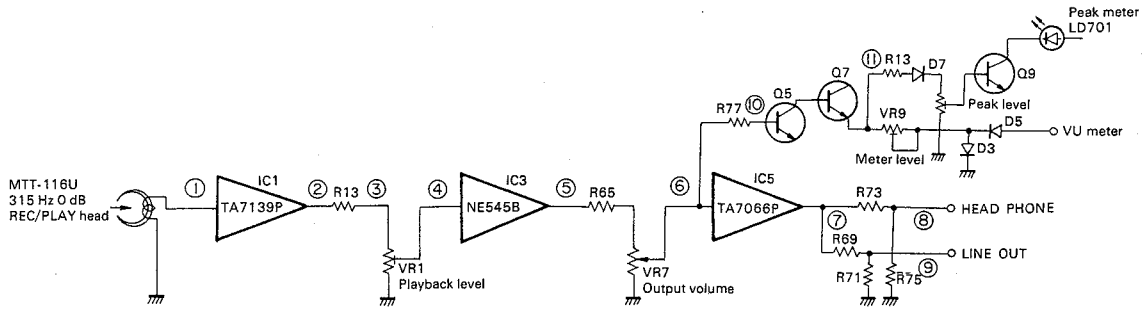 Peak meter
LD701
⑪ R13 D7
Q7
Q9
Q5
⑩
R77
VR9
Peak level
D5
VU meter
Meter level
D3
MTT-116U
315 Hz 0 dB
REC/PLAY head
①
IC1
TA7139P
②
R13
③
④
IC3
NE545B
⑤
R65
⑥
IC5
TA7066P
R73
⑧
HEAD PHONE
⑦
R69
LINE OUT
⑨
R71
R75
VR1
Playback level
VR7
Output volume